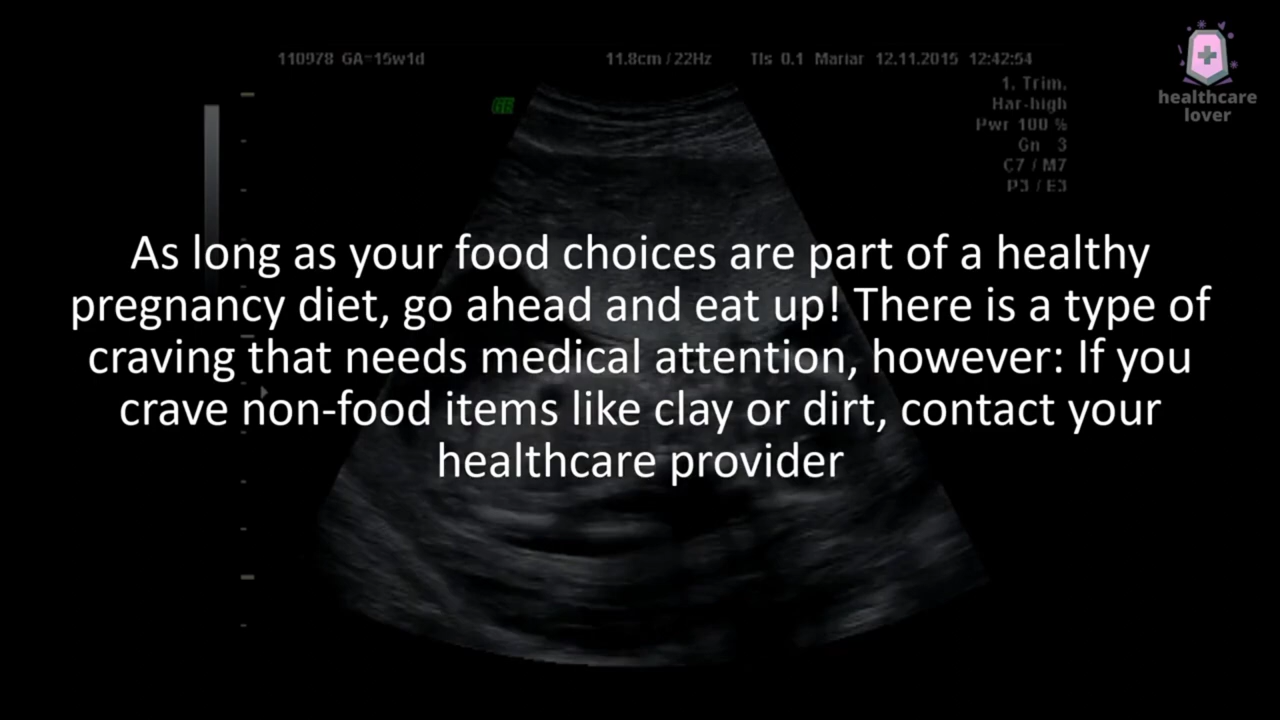 110978 GA=15w1d 11.8cm / 22Hz TIs 0.1 Mariar 12.11.2015 12:42:54
1. Trim.
Har-high
Pwr 100 %
Gn 3
C7 / M7
P3 / E3
GE
healthcare
lover
As long as your food choices are part of a healthy
pregnancy diet, go ahead and eat up! There is a type of
craving that needs medical attention, however: If you
crave non-food items like clay or dirt, contact your
healthcare provider